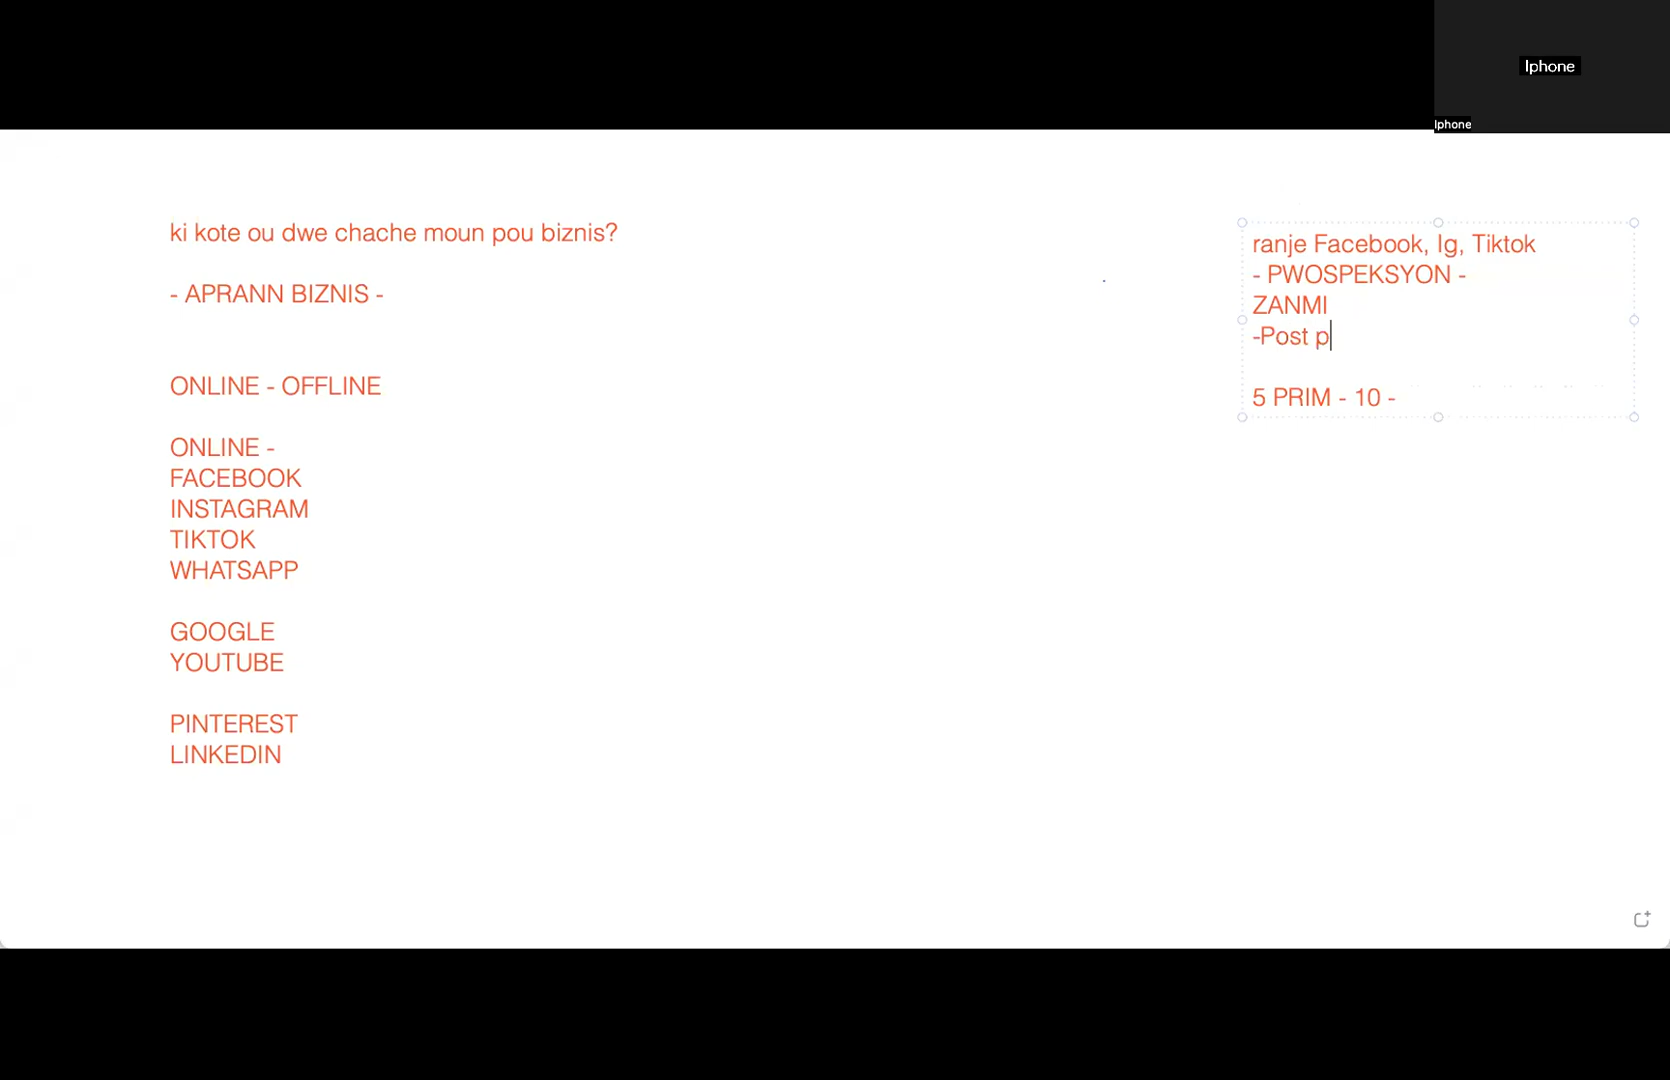 Iphone
Iphone
ki kote ou dwe chache moun pou biznis?
- APRANN BIZNIS -
ONLINE - OFFLINE
ONLINE -
FACEBOOK
INSTAGRAM
TIKTOK
WHATSAPP
GOOGLE
YOUTUBE
PINTEREST
LINKEDIN
ranje Facebook, Ig, Tiktok
- PWOSPEKSYON -
ZANMI
-Post p
5 PRIM - 10 -